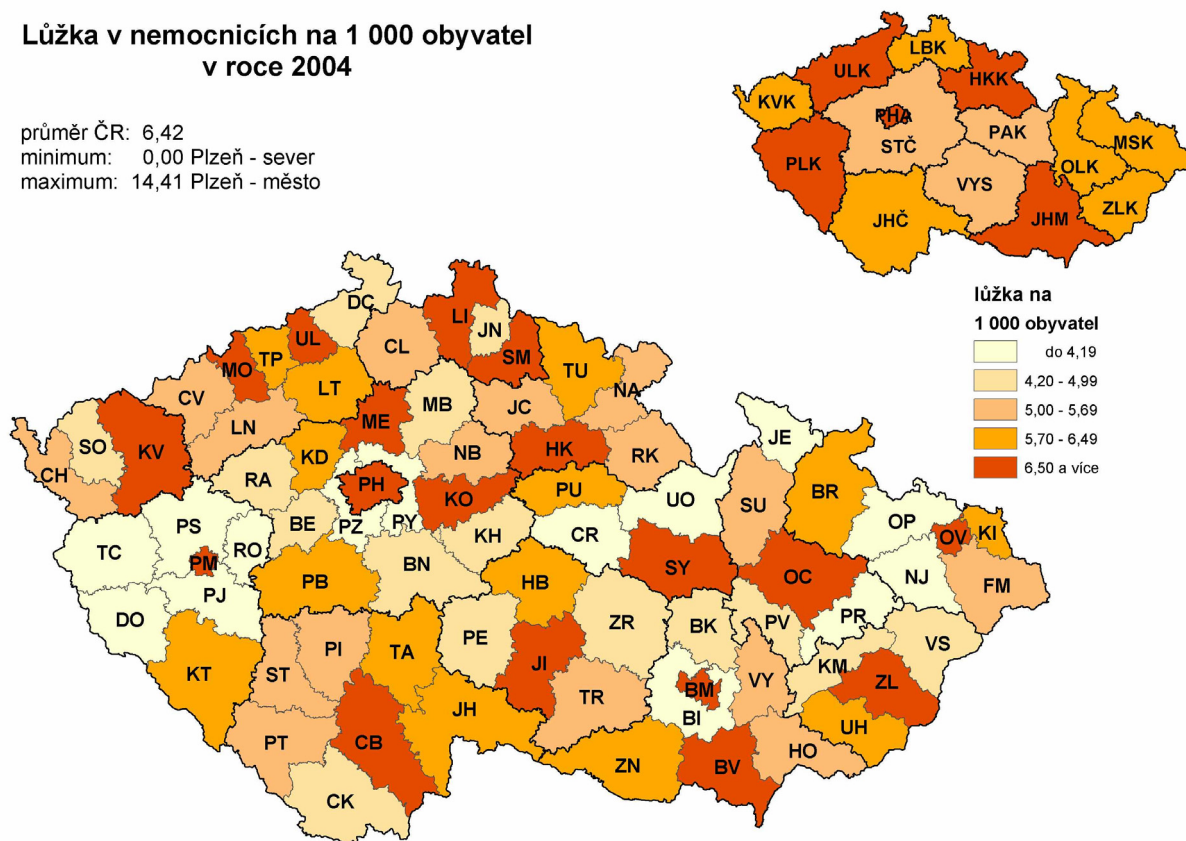 Lůžka v nemocnicích na 1 000 obyvatel
v roce 2004
průměr ČR: 6,42
minimum: 0,00 Plzeň - sever
maximum: 14,41 Plzeň - město
LBK
ULK
HKK
KVK
PHA
PAK
MSK
STČ
PLK
OLK
VYS
ZLK
JHČ
JHM
lůžka na
1 000 obyvatel
do 4,19
4,20 - 4,99
5,00 - 5,69
5,70 - 6,49
6,50 a více
DC
LI
JN
UL
CL
SM
TP
MO
TU
LT
NA
CV
MB
JC
ME
LN
JE
SO
KV
KD
NB
HK
RK
CH
RA
PH
KO
PU
SU
BR
UO
PS
BE
PZ
PY
OP
KI
TC
RO
KH
CR
OV
PM
BN
SY
OC
NJ
PB
HB
FM
PJ
DO
PR
PV
ZR
BK
PE
VS
PI
TA
JI
KT
ST
KM
VY
ZL
BM
TR
JH
BI
UH
PT
CB
HO
ZN
BV
CK